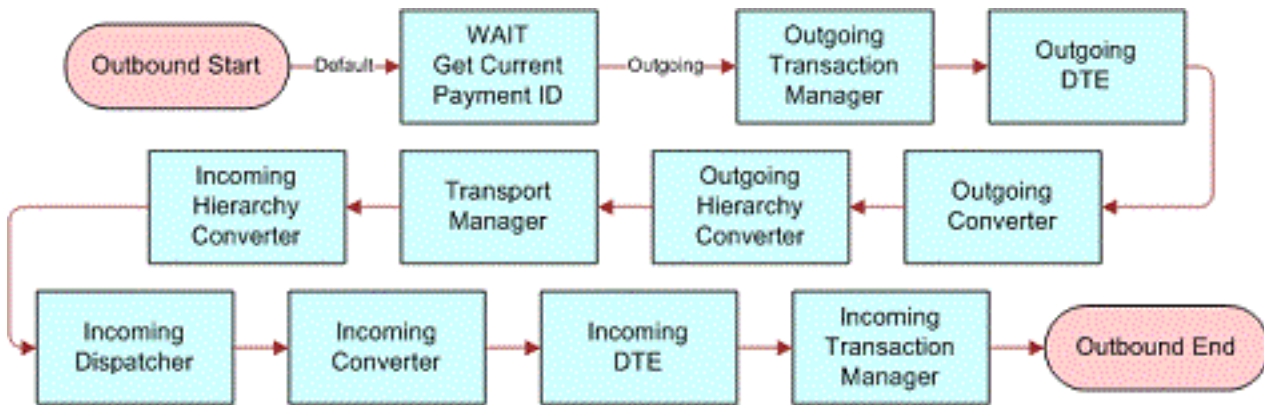 Outbound Start
Default
WAIT
Get Current
Payment ID
Outgoing
Outgoing
Transaction
Manager
Outgoing
DTE
Incoming
Hierarchy
Converter
Transport
Manager
Outgoing
Hierarchy
Converter
Outgoing
Converter
Incoming
Dispatcher
Incoming
Converter
Incoming
DTE
Incoming
Transaction
Manager
Outbound End